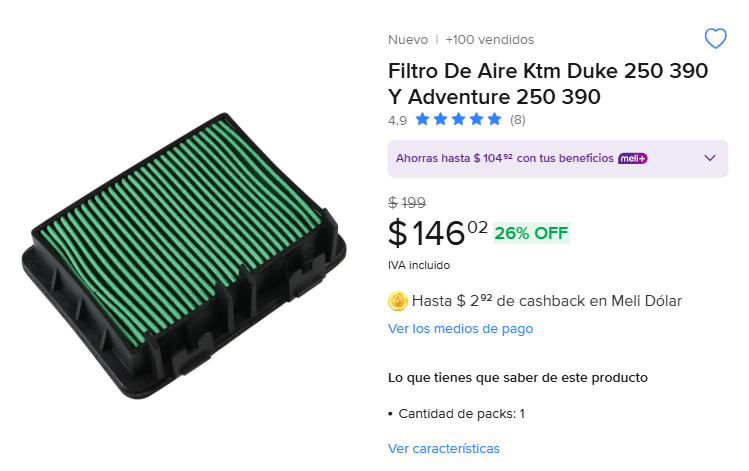 Nuevo | +100 vendidos
Filtro De Aire Ktm Duke 250 390
Y Adventure 250 390
4.9 (8)
Ahorras hasta $ 104⁹² con tus beneficios meli+
$ 199
$ 146⁰² 26% OFF
IVA incluido
Hasta $ 2⁹² de cashback en Meli Dólar
Ver los medios de pago
Lo que tienes que saber de este producto
• Cantidad de packs: 1
Ver características